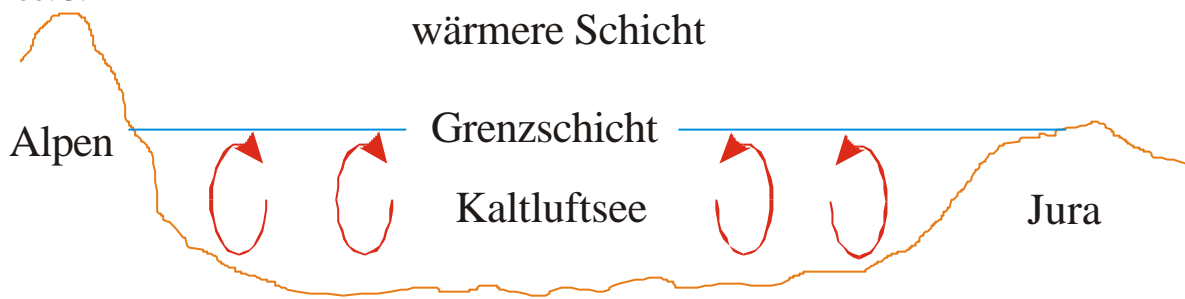 wärmere Schicht
Alpen
Grenzschicht
Kaltluftsee
Jura